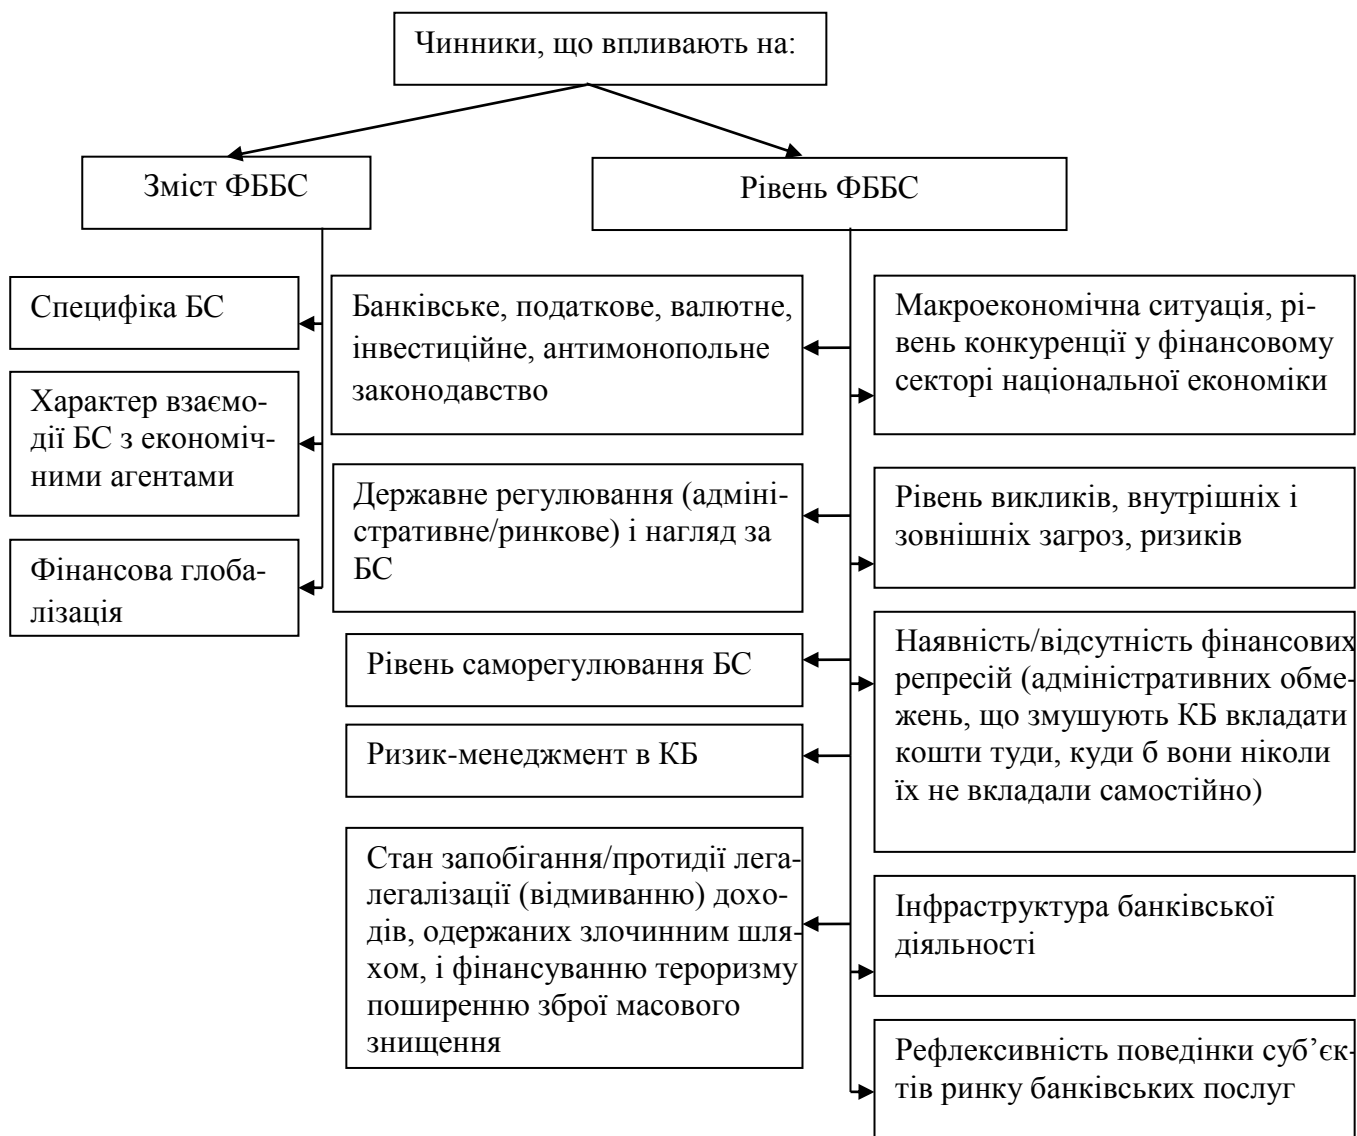 Чинники, що впливають на:
Зміст ФББС
Рівень ФББС
Специфіка БС
Характер взаємо-
дії БС з економіч-
ними агентами
Фінансова глоба-
лізація
Банківське, податкове, валютне,
інвестиційне, антимонопольне
законодавство
Державне регулювання (адміні-
стративне/ринкове) і нагляд за
БС
Рівень саморегулювання БС
Ризик-менеджмент в КБ
Стан запобігання/протидії лега-
легалізації (відмиванню) дохо-
дів, одержаних злочинним шля-
хом, і фінансуванню тероризму
поширенню зброї масового
знищення
Макроекономічна ситуація, рі-
вень конкуренції у фінансовому
секторі національної економіки
Рівень викликів, внутрішніх і
зовнішніх загроз, ризиків
Наявність/відсутність фінансових
репресій (адміністративних обме-
жень, що змушують КБ вкладати
кошти туди, куди б вони ніколи
їх не вкладали самостійно)
Інфраструктура банківської
діяльності
Рефлексивність поведінки суб’єк-
тів ринку банківських послуг